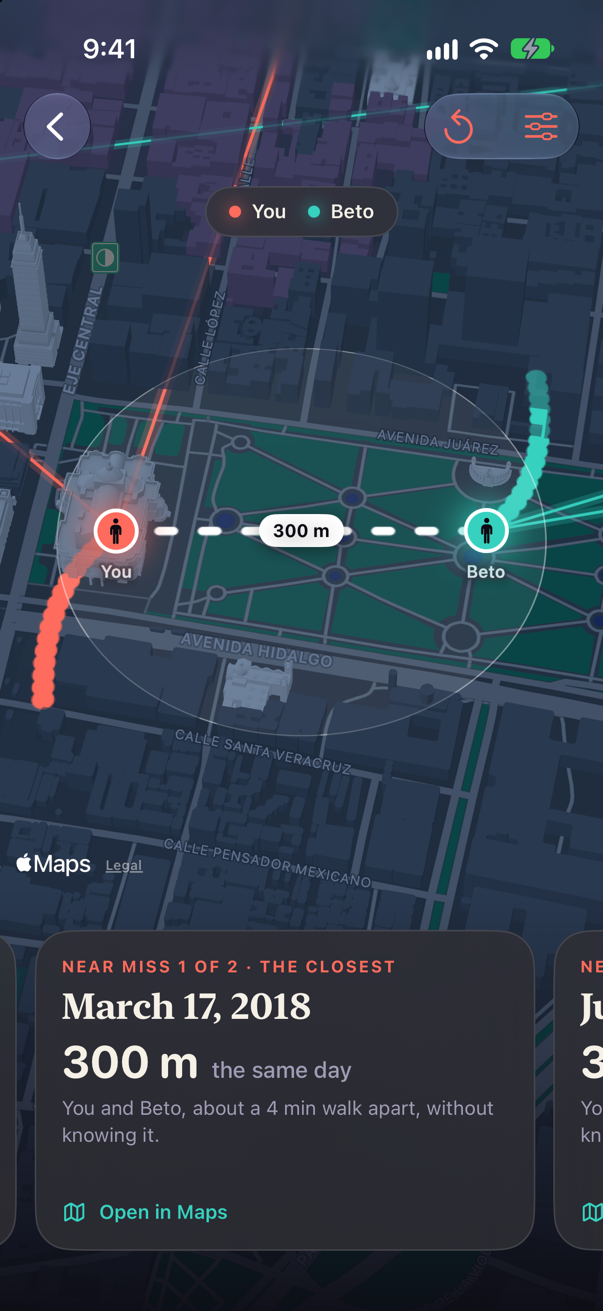 9:41
You Beto
EJE CENTRAL
CALLE LÓPEZ
AVENIDA JUÁREZ
300 m
You
Beto
AVENIDA HIDALGO
CALLE SANTA VERACRUZ
CALLE PENSADOR MEXICANO
Maps Legal
NEAR MISS 1 OF 2 · THE CLOSEST
March 17, 2018
300 m the same day
You and Beto, about a 4 min walk apart, without
knowing it.
Open in Maps